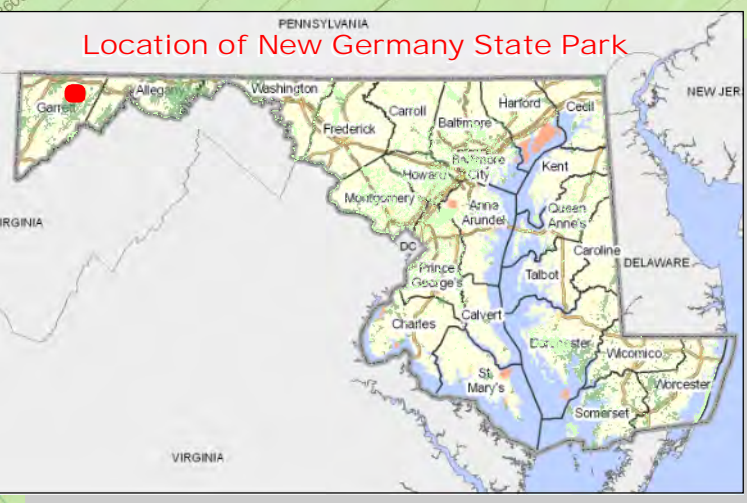 PENNSYLVANIA
Location of New Germany State Park
Washington
Allegany
Garrett
Carroll
Harford
Cecil
NEW JER
Frederick
Baltimore
Baltimore
City
Howard
Kent
Montgomery
Anne
Arundel
Queen
Anne's
RGINIA
DC
Caroline
DELAWARE
Prince
George's
Talbot
Calvert
Charles
Dorchester
Wicomico
St.
Mary's
Worcester
Somerset
VIRGINIA